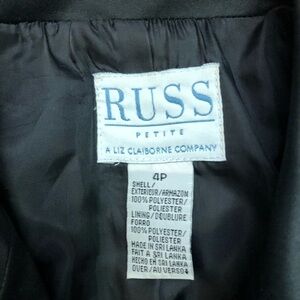 RUSS
PETITE
A LIZ CLAIBORNE COMPANY
4P
SHELL/
EXTERIEUR/ARMAZON
100% POLYESTER/
POLIESTER
LINING/DOUBLURE
FORRO
100% POLYESTER/
POLIESTER
MADE IN SRI LANKA
FAIT A SRI LANKA
HECHO EN SRI LANKA
OVER/AU VERSO